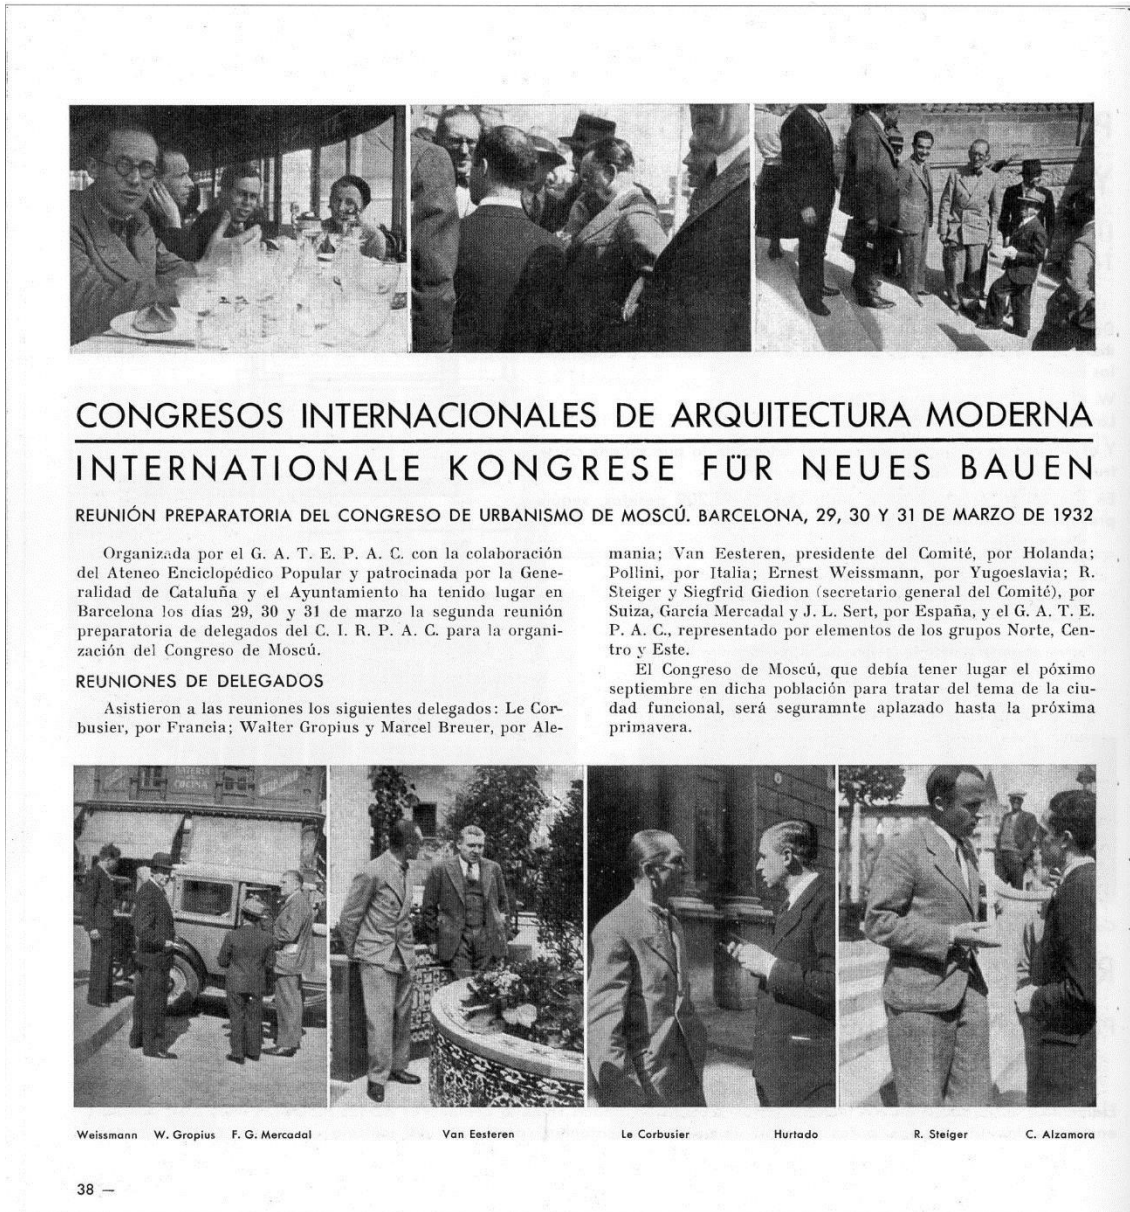 CONGRESOS INTERNACIONALES DE ARQUITECTURA MODERNA
INTERNATIONALE KONGRESE FÜR NEUES BAUEN
REUNIÓN PREPARATORIA DEL CONGRESO DE URBANISMO DE MOSCÚ. BARCELONA, 29, 30 Y 31 DE MARZO DE 1932
Organizada por el G. A. T. E. P. A. C. con la colaboración
del Ateneo Enciclopédico Popular y patrocinada por la Gene-
ralidad de Cataluña y el Ayuntamiento ha tenido lugar en
Barcelona los días 29, 30 y 31 de marzo la segunda reunión
preparatoria de delegados del C. I. R. P. A. C. para la organi-
zación del Congreso de Moscú.
REUNIONES DE DELEGADOS
Asistieron a las reuniones los siguientes delegados: Le Cor-
busier, por Francia; Walter Gropius y Marcel Breuer, por Ale-
mania; Van Eesteren, presidente del Comité, por Holanda;
Pollini, por Italia; Ernest Weissmann, por Yugoeslavia; R.
Steiger y Siegfrid Giedion (secretario general del Comité), por
Suiza, García Mercadal y J. L. Sert, por España, y el G. A. T. E.
P. A. C., representado por elementos de los grupos Norte, Cen-
tro y Este.
El Congreso de Moscú, que debía tener lugar el póximo
septiembre en dicha población para tratar del tema de la ciu-
dad funcional, será seguramnte aplazado hasta la próxima
primavera.
COCINA
Weissmann W. Gropius F. G. Mercadal Van Eesteren Le Corbusier Hurtado R. Steiger C. Alzamora
38 —